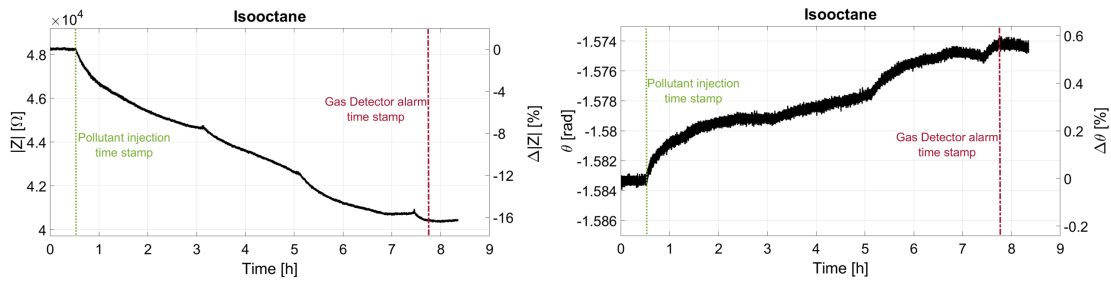 Isooctane
×10⁴
4.8
4.6
4.4
4.2
4
|Z| [Ω]
Pollutant injection
time stamp
Gas Detector alarm
time stamp
0
-4
-8
-12
-16
Δ|Z| [%]
0 1 2 3 4 5 6 7 8 9
Time [h]
Isooctane
-1.574
-1.576
-1.578
-1.58
-1.582
-1.584
-1.586
θ [rad]
Pollutant injection
time stamp
Gas Detector alarm
time stamp
0.6
0.4
0.2
0
-0.2
Δθ [%]
0 1 2 3 4 5 6 7 8 9
Time [h]